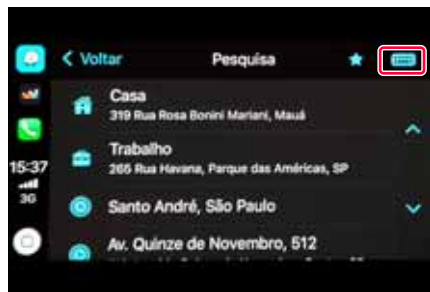 Voltar
Pesquisa
Casa
319 Rua Rosa Bonini Mariani, Mauá
Trabalho
265 Rua Havana, Parque das Américas, SP
15:37
3G
Santo André, São Paulo
Av. Quinze de Novembro, 512